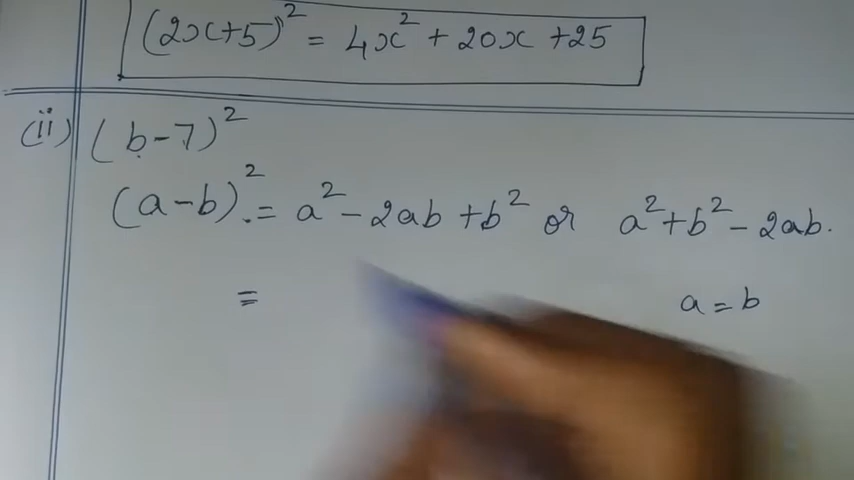 (2x+5)² = 4x² + 20x + 25
(ii) (b-7)²
(a-b)² = a² - 2ab + b² or a² + b² - 2ab.
= a = b